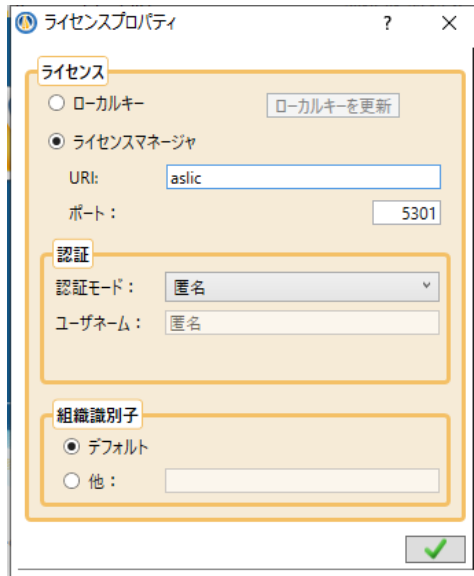 ライセンスプロパティ ?
ライセンス
ローカルキー ローカルキーを更新
ライセンスマネージャ
URI: aslic
ポート： 5301
認証
認証モード： 匿名
ユーザネーム： 匿名
組織識別子
デフォルト
他：